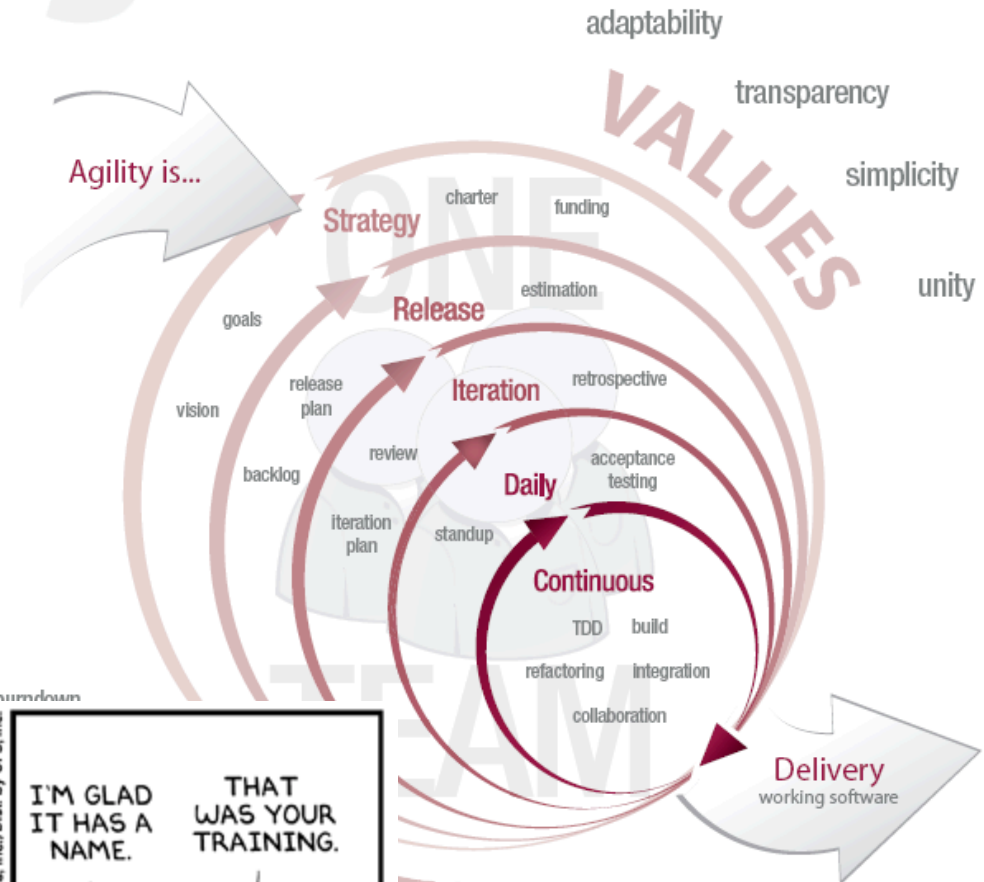 adaptability
transparency
VALUES
simplicity
unity
Agility is...
ONE
TEAM
Strategy
charter
funding
goals
vision
Release
estimation
release
plan
backlog
Iteration
retrospective
review
iteration
plan
Daily
acceptance
testing
standup
Continuous
TDD build
refactoring integration
collaboration
Delivery
working software
I'M GLAD
IT HAS A
NAME.
THAT
WAS YOUR
TRAINING.